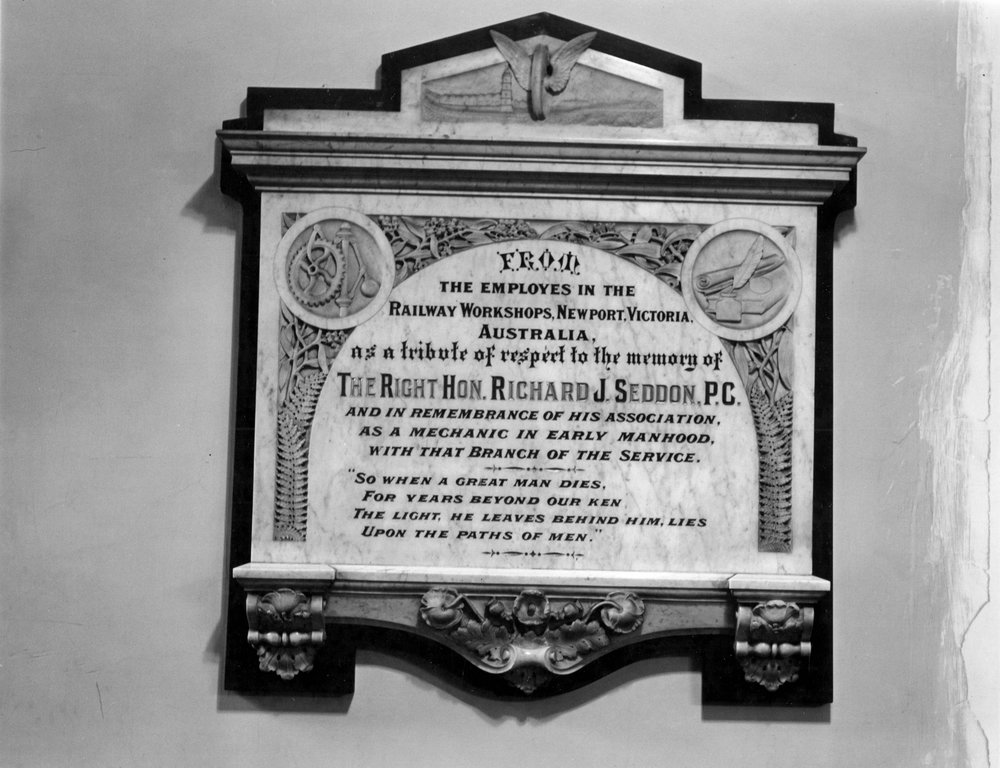 FROM
THE EMPLOYES IN THE
RAILWAY WORKSHOPS, NEWPORT, VICTORIA,
AUSTRALIA,
as a tribute of respect to the memory of
THE RIGHT HON. RICHARD J. SEDDON, P.C.
AND IN REMEMBRANCE OF HIS ASSOCIATION,
AS A MECHANIC IN EARLY MANHOOD,
WITH THAT BRANCH OF THE SERVICE.
"SO WHEN A GREAT MAN DIES,
FOR YEARS BEYOND OUR KEN
THE LIGHT, HE LEAVES BEHIND HIM, LIES
UPON THE PATHS OF MEN."